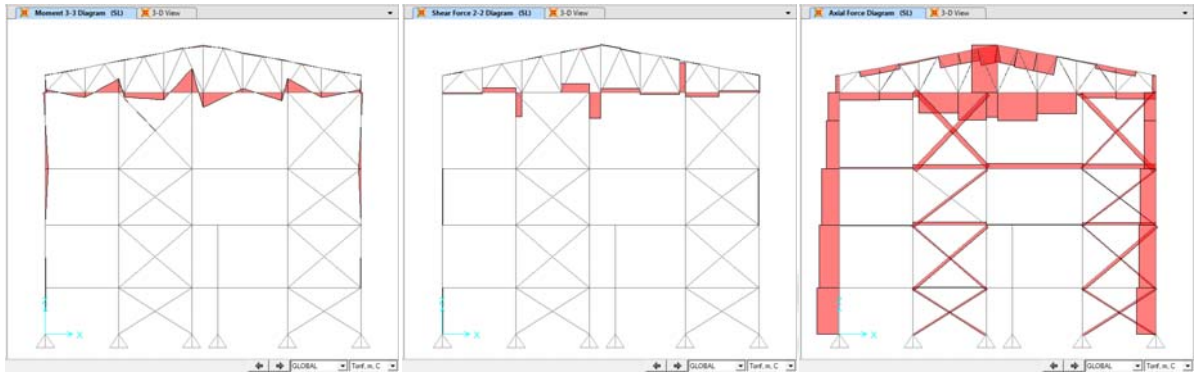 Moment 3-3 Diagram (SL)
3-D View
X
GLOBAL
Tonf, m, C
Shear Force 2-2 Diagram (SL)
3-D View
X
GLOBAL
Tonf, m, C
Axial Force Diagram (SL)
3-D View
X
GLOBAL
Tonf, m, C